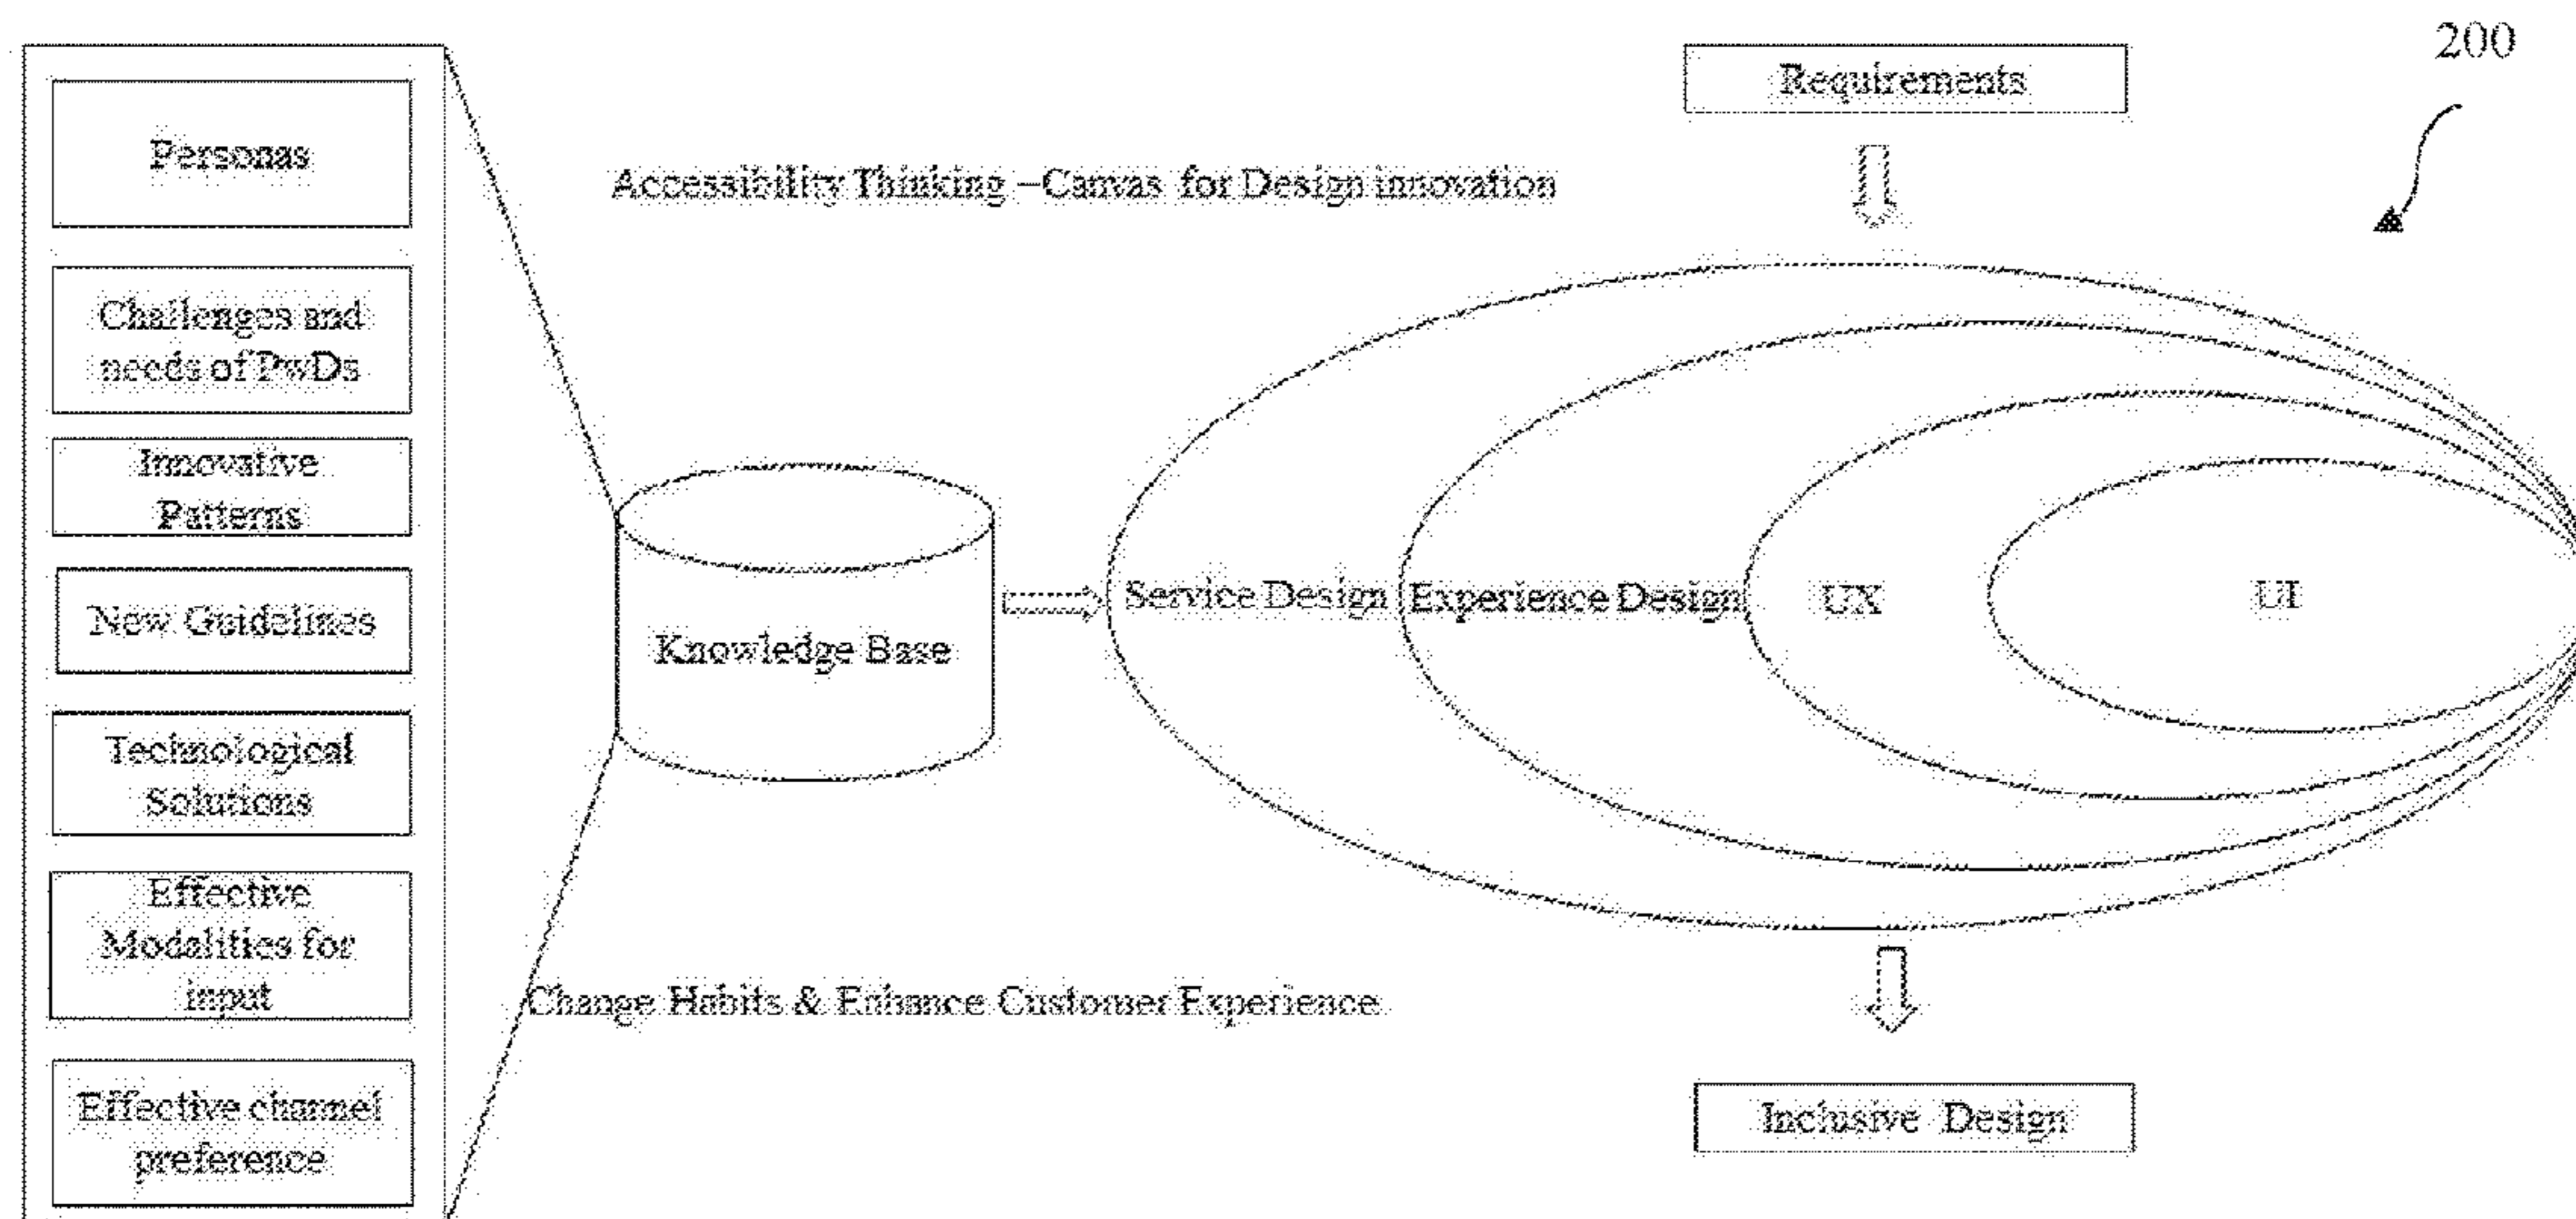 200
Requirements
Personas
Accessibility Thinking –Canvas for Design innovation
Challenges and
needs of PwDs
Innovative
Patterns
New Guidelines
Technological
Solutions
Effective
Modalities for
input
Effective channel
preference
Knowledge Base
Service Design
Experience Design
UX
UI
Change Habits & Enhance Customer Experience
Inclusive Design